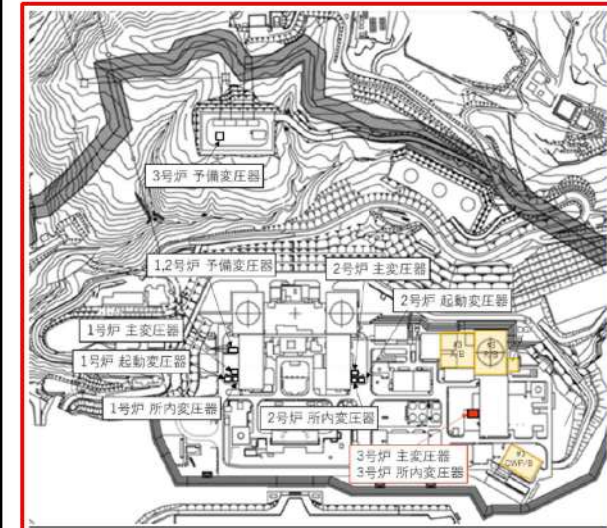 3号炉 予備変圧器
1,2号炉 予備変圧器
2号炉 主変圧器
2号炉 起動変圧器
1号炉 主変圧器
1号炉 起動変圧器
1号炉 所内変圧器
2号炉 所内変圧器
3号炉 主変圧器
3号炉 所内変圧器
#3
A/B
#3
R/B
#3
CWP/B